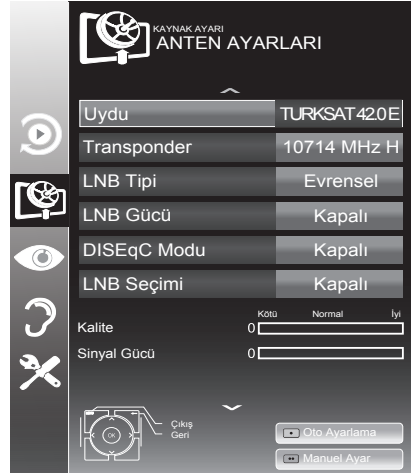 KAYNAK AYARI
ANTEN AYARLARI
Uydu TURKSAT 42.0 E
Transponder 10714 MHz H
LNB Tipi Evrensel
LNB Gücü Kapalı
DISEqC Modu Kapalı
LNB Seçimi Kapalı
Kötü Normal İyi
Kalite 0
Sinyal Gücü 0
Çıkış
Geri
OK
Oto Ayarlama
Manuel Ayar